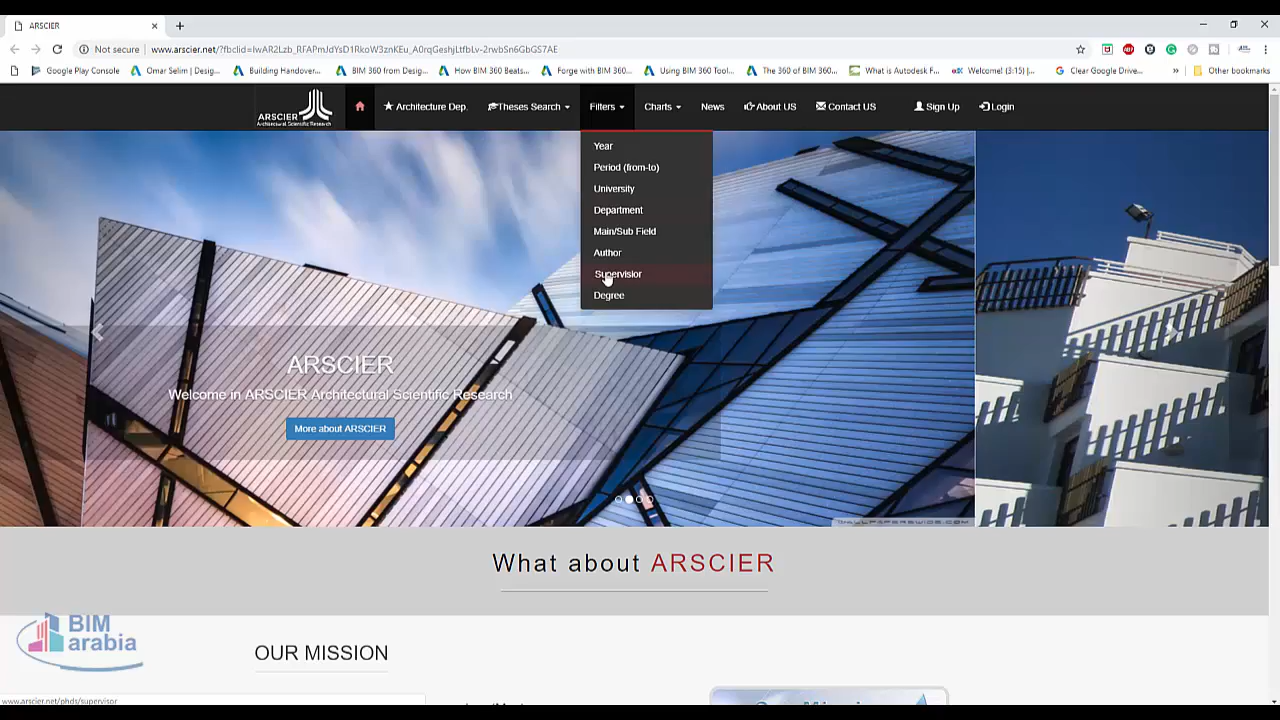 ARSCIER
Not secure
www.arscier.net/?fbclid=IwAR2Lzb_RFAPmJdYsD1RkoW3znKEu_A0rqGeshjLtfbLv-2rwbSn6GbGS7AE
Google Play Console
Omar Selim | Desig...
Building Handover...
BIM 360 from Desig...
How BIM 360 Beats...
Forge with BIM 360...
Using BIM 360 Tool...
The 360 of BIM 360...
What is Autodesk F...
Welcome! (3:15) |...
Clear Google Drive...
»
Other bookmarks
ARSCIER
Architectural Scientific Research
Architecture Dep.
Theses Search
Filters
Charts
News
About US
Contact US
Sign Up
Login
Year
Period (from-to)
University
Department
Main/Sub Field
Author
Supervisior
Degree
ARSCIER
Welcome in ARSCIER Architectural Scientific Research
More about ARSCIER
What about ARSCIER
BIM
arabia
OUR MISSION
www.arscier.net/phds/supervisor